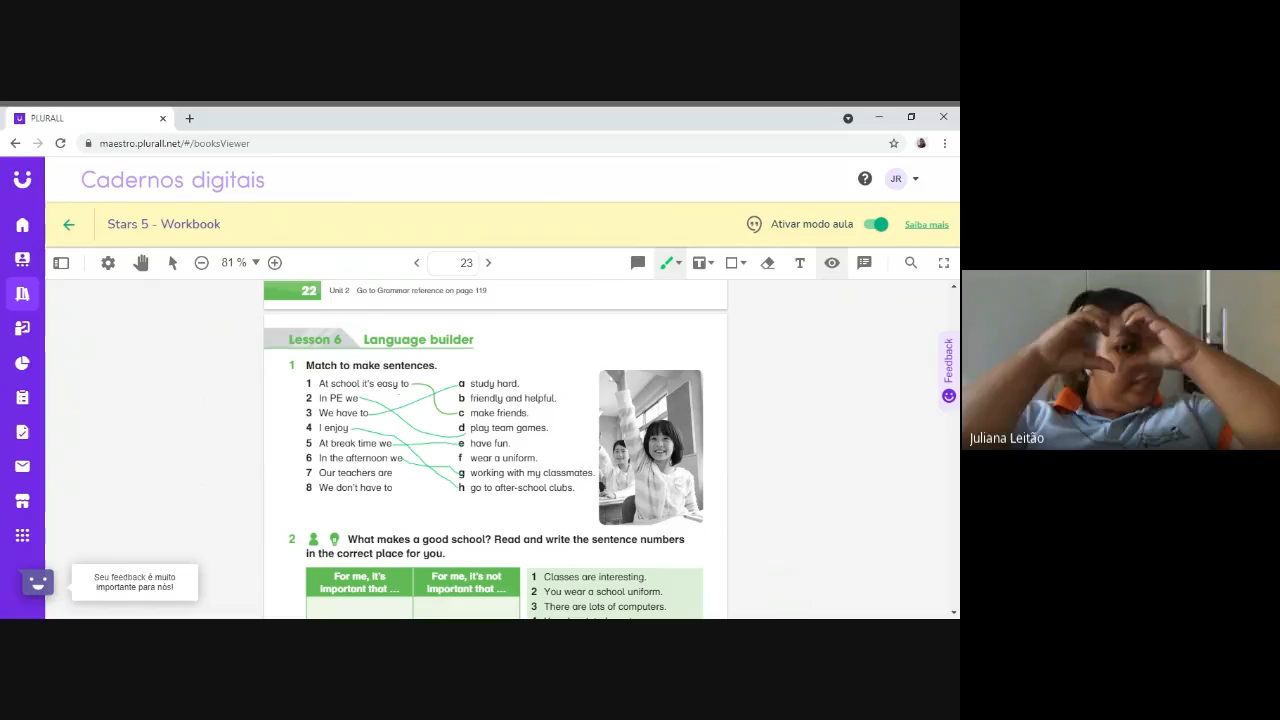 PLURALL
maestro.plurall.net/#/booksViewer
Cadernos digitais
JR
Stars 5 - Workbook
Ativar modo aula
Saiba mais
81 %
23
22 Unit 2 Go to Grammar reference on page 119
Lesson 6 Language builder
1 Match to make sentences.
1 At school it's easy to
2 In PE we
3 We have to
4 I enjoy
5 At break time we
6 In the afternoon we
7 Our teachers are
8 We don't have to
a study hard.
b friendly and helpful.
c make friends.
d play team games.
e have fun.
f wear a uniform.
g working with my classmates.
h go to after-school clubs.
2 What makes a good school? Read and write the sentence numbers
in the correct place for you.
For me, it's
important that ...
For me, it's not
important that ...
1 Classes are interesting.
2 You wear a school uniform.
3 There are lots of computers.
Feedback
Seu feedback é muito
importante para nós!
Juliana Leitão